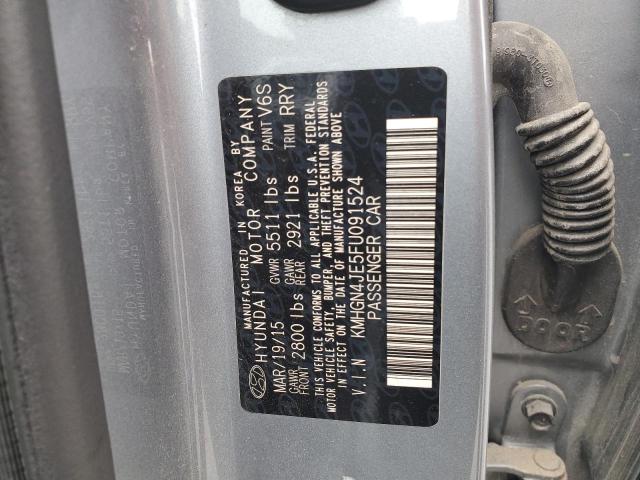 MANUFACTURED IN KOREA BY
HYUNDAI MOTOR COMPANY
MAR/19/15 GVWR 5511 lbs PAINT V6S
GAWR FRONT 2800 lbs GAWR REAR 2921 lbs TRIM RRY
THIS VEHICLE CONFORMS TO ALL APPLICABLE U.S.A. FEDERAL
MOTOR VEHICLE SAFETY, BUMPER, AND THEFT PREVENTION STANDARDS
IN EFFECT ON THE DATE OF MANUFACTURE SHOWN ABOVE
V.I.N KMHGN4JE5FU091524
PASSENGER CAR